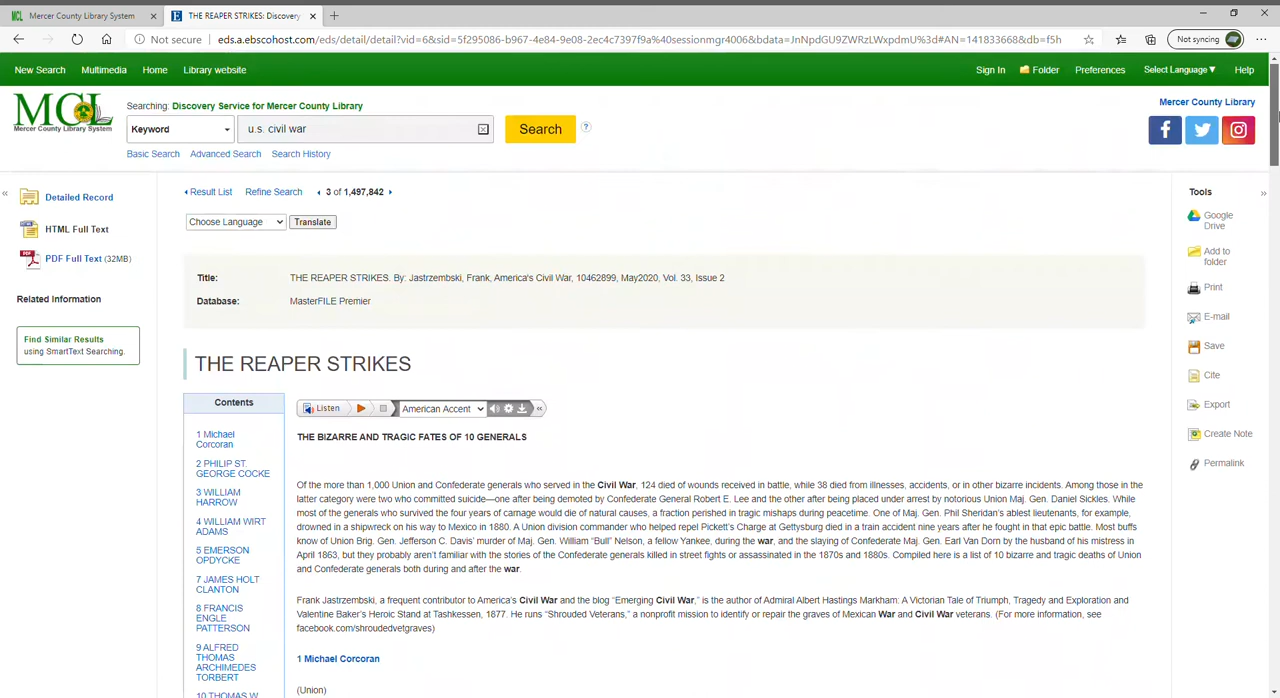 Mercer County Library System
THE REAPER STRIKES: Discovery
Not secure
eds.a.ebscohost.com/eds/detail/detail?vid=6&sid=5f295086-b967-4e84-9e08-2ec4c7397f9a%40sessionmgr4006&bdata=JnNpdGU9ZWRzLWxpdmU%3d#AN=141833668&db=f5h
Not syncing
New Search Multimedia Home Library website
Sign In Folder Preferences Select Language▼ Help
MCL
Mercer County Library System
Searching: Discovery Service for Mercer County Library
Mercer County Library
Keyword
u.s. civil war
Search
Basic Search Advanced Search Search History
Detailed Record
HTML Full Text
PDF Full Text (32MB)
Related Information
Find Similar Results
using SmartText Searching.
Result List Refine Search 3 of 1,497,842
Choose Language Translate
Title: THE REAPER STRIKES. By: Jastrzembski, Frank, America's Civil War, 10462899, May2020, Vol. 33, Issue 2
Database: MasterFILE Premier
THE REAPER STRIKES
Contents
1 Michael
Corcoran
2 PHILIP ST.
GEORGE COCKE
3 WILLIAM
HARROW
4 WILLIAM WIRT
ADAMS
5 EMERSON
OPDYCKE
7 JAMES HOLT
CLANTON
8 FRANCIS
ENGLE
PATTERSON
9 ALFRED
THOMAS
ARCHIMEDES
TORBERT
10 THOMAS W.
Listen
American Accent
THE BIZARRE AND TRAGIC FATES OF 10 GENERALS
Of the more than 1,000 Union and Confederate generals who served in the Civil War, 124 died of wounds received in battle, while 38 died from illnesses, accidents, or in other bizarre incidents. Among those in the
latter category were two who committed suicide—one after being demoted by Confederate General Robert E. Lee and the other after being placed under arrest by notorious Union Maj. Gen. Daniel Sickles. While
most of the generals who survived the four years of carnage would die of natural causes, a fraction perished in tragic mishaps during peacetime. One of Maj. Gen. Phil Sheridan's ablest lieutenants, for example,
drowned in a shipwreck on his way to Mexico in 1880. A Union division commander who helped repel Pickett's Charge at Gettysburg died in a train accident nine years after he fought in that epic battle. Most buffs
know of Union Brig. Gen. Jefferson C. Davis' murder of Maj. Gen. William "Bull" Nelson, a fellow Yankee, during the war, and the slaying of Confederate Maj. Gen. Earl Van Dorn by the husband of his mistress in
April 1863, but they probably aren't familiar with the stories of the Confederate generals killed in street fights or assassinated in the 1870s and 1880s. Compiled here is a list of 10 bizarre and tragic deaths of Union
and Confederate generals both during and after the war.
Frank Jastrzembski, a frequent contributor to America's Civil War and the blog "Emerging Civil War," is the author of Admiral Albert Hastings Markham: A Victorian Tale of Triumph, Tragedy and Exploration and
Valentine Baker's Heroic Stand at Tashkessen, 1877. He runs "Shrouded Veterans," a nonprofit mission to identify or repair the graves of Mexican War and Civil War veterans. (For more information, see
facebook.com/shroudedvetgraves)
1 Michael Corcoran
(Union)
Tools
Google
Drive
Add to
folder
Print
E-mail
Save
Cite
Export
Create Note
Permalink